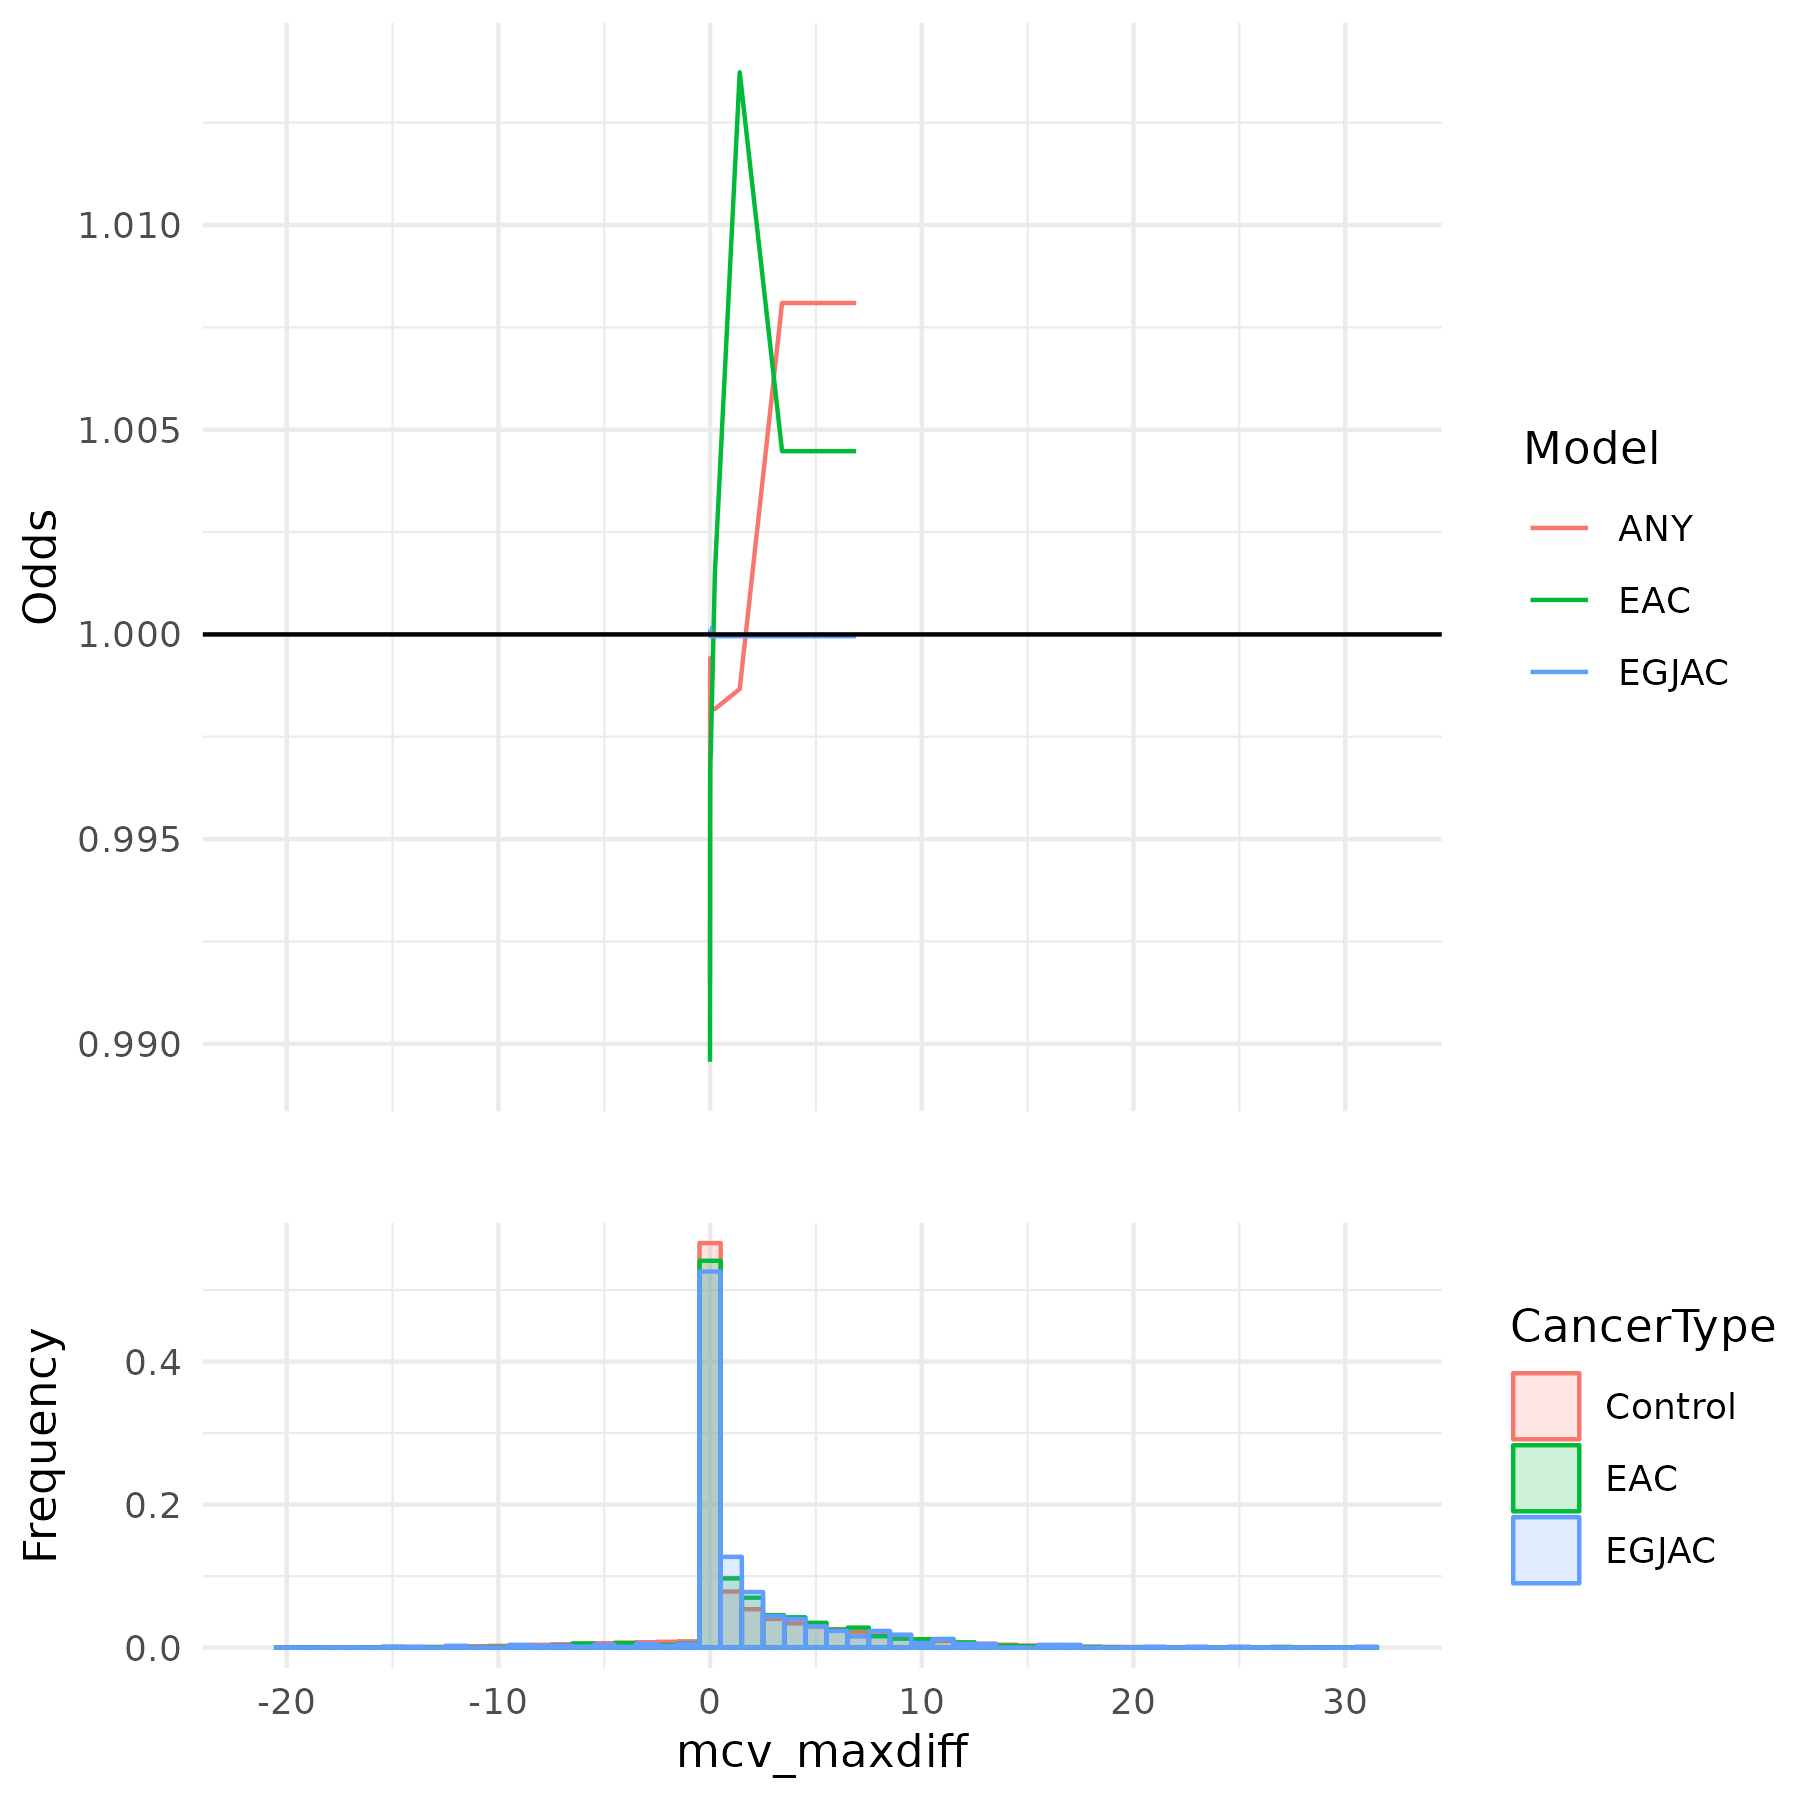 1.010
1.005
1.000
0.995
0.990
Odds
Model
ANY
EAC
EGJAC
0.4
0.2
0.0
Frequency
-20 -10 0 10 20 30
mcv_maxdiff
CancerType
Control
EAC
EGJAC